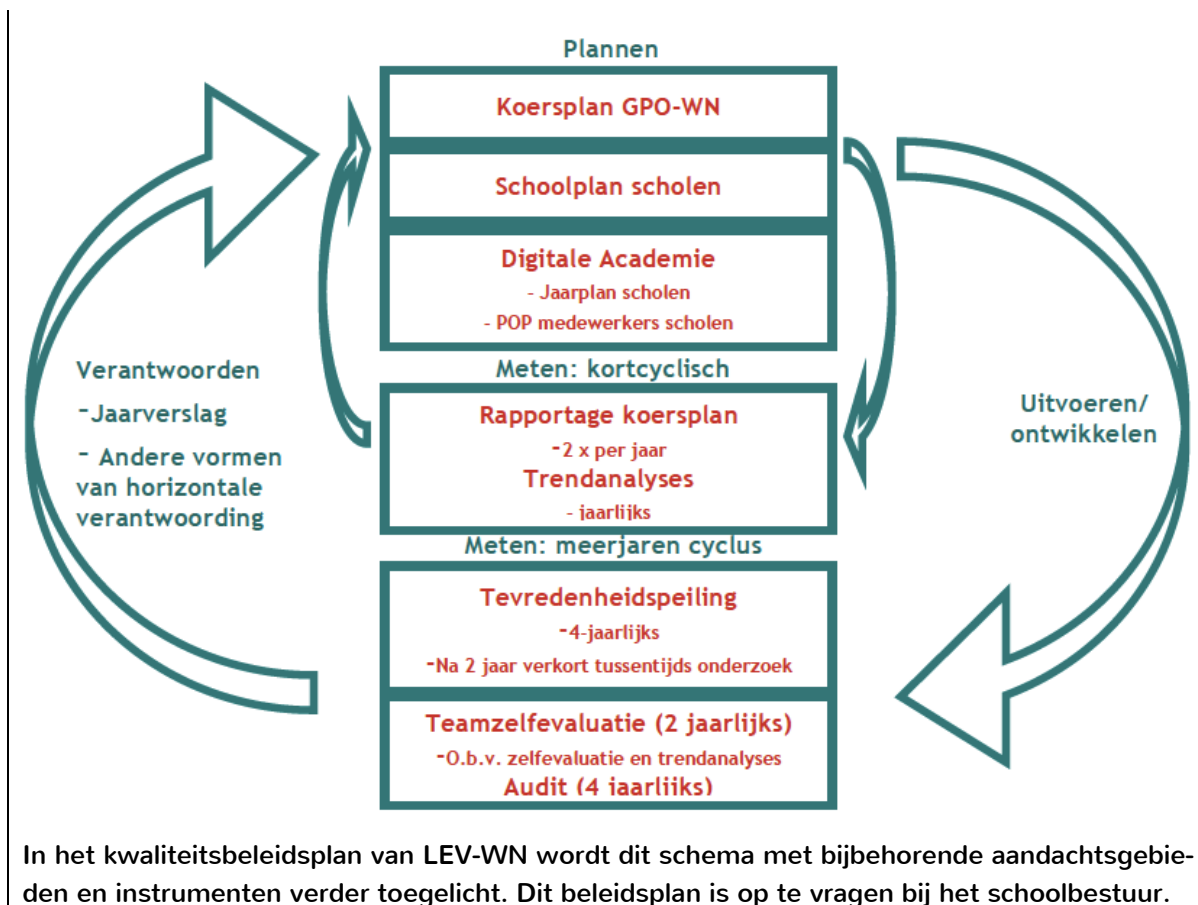 Plannen
Koersplan GPO-WN
Schoolplan scholen
Digitale Academie
- Jaarplan scholen
- POP medewerkers scholen
Meten: kortcyclisch
Rapportage koersplan
-2 x per jaar
Trendanalyses
- jaarlijks
Meten: meerjaren cyclus
Tevredenheidspeiling
-4-jaarlijks
-Na 2 jaar verkort tussentijds onderzoek
Teamzelfevaluatie (2 jaarlijks)
-O.b.v. zelfevaluatie en trendanalyses
Audit (4 jaarlijks)
Verantwoorden
-Jaarverslag
- Andere vormen
van horizontale
verantwoording
Uitvoeren/
ontwikkelen
In het kwaliteitsbeleidsplan van LEV-WN wordt dit schema met bijbehorende aandachtsgebie-
den en instrumenten verder toegelicht. Dit beleidsplan is op te vragen bij het schoolbestuur.